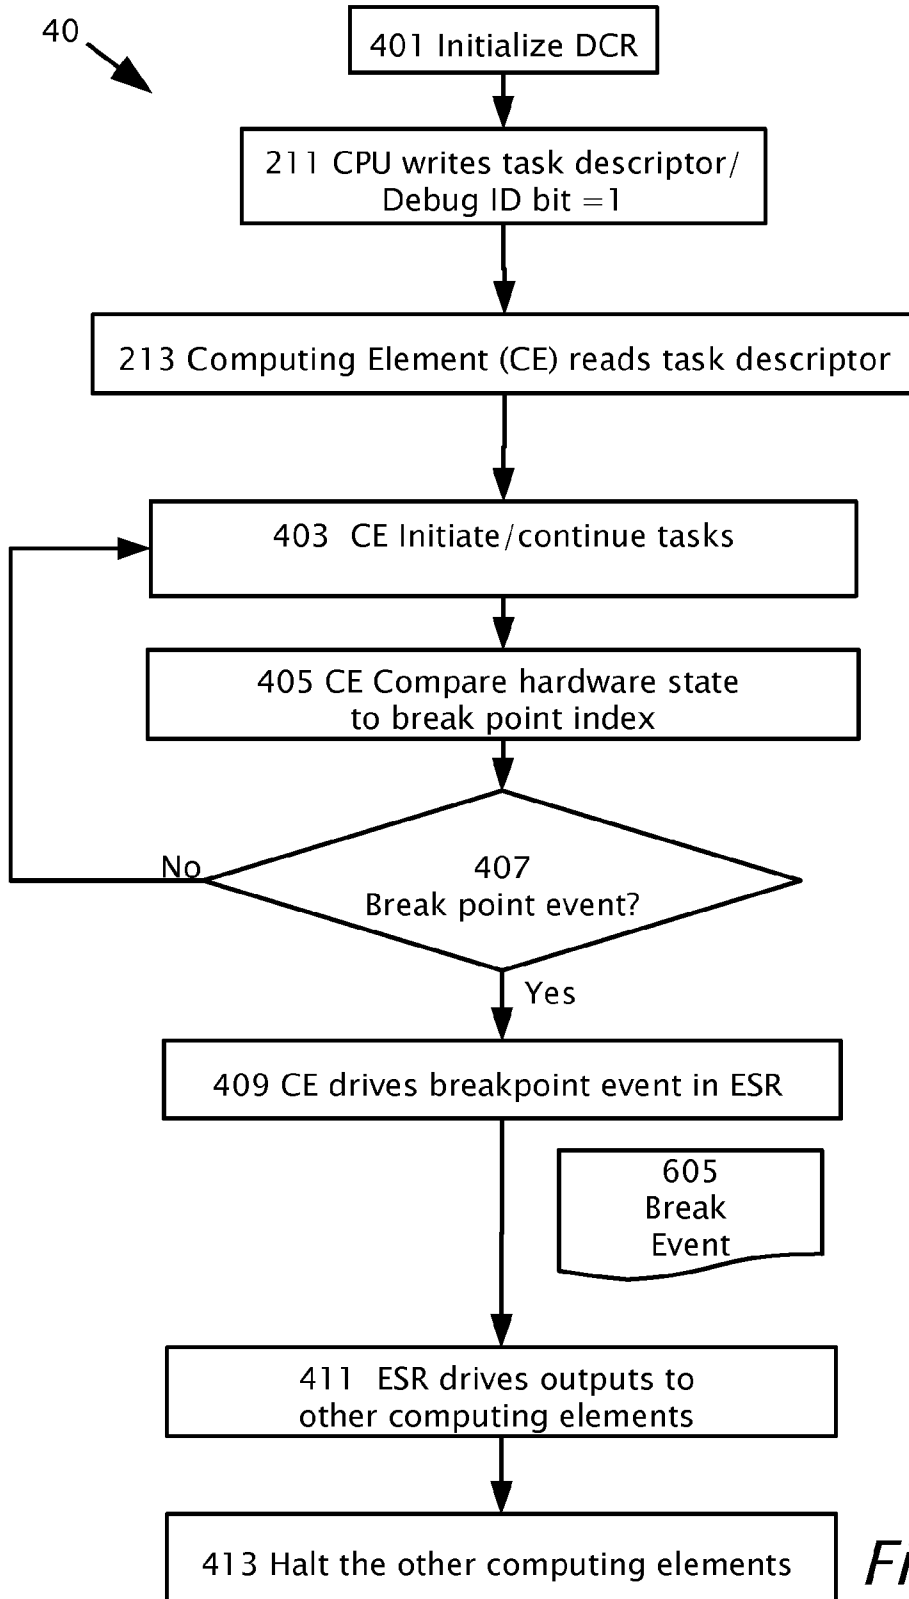 40
401 Initialize DCR
211 CPU writes task descriptor/
Debug ID bit =1
213 Computing Element (CE) reads task descriptor
403 CE Initiate/continue tasks
405 CE Compare hardware state
to break point index
407
Break point event?
No
Yes
409 CE drives breakpoint event in ESR
605
Break
Event
411 ESR drives outputs to
other computing elements
413 Halt the other computing elements